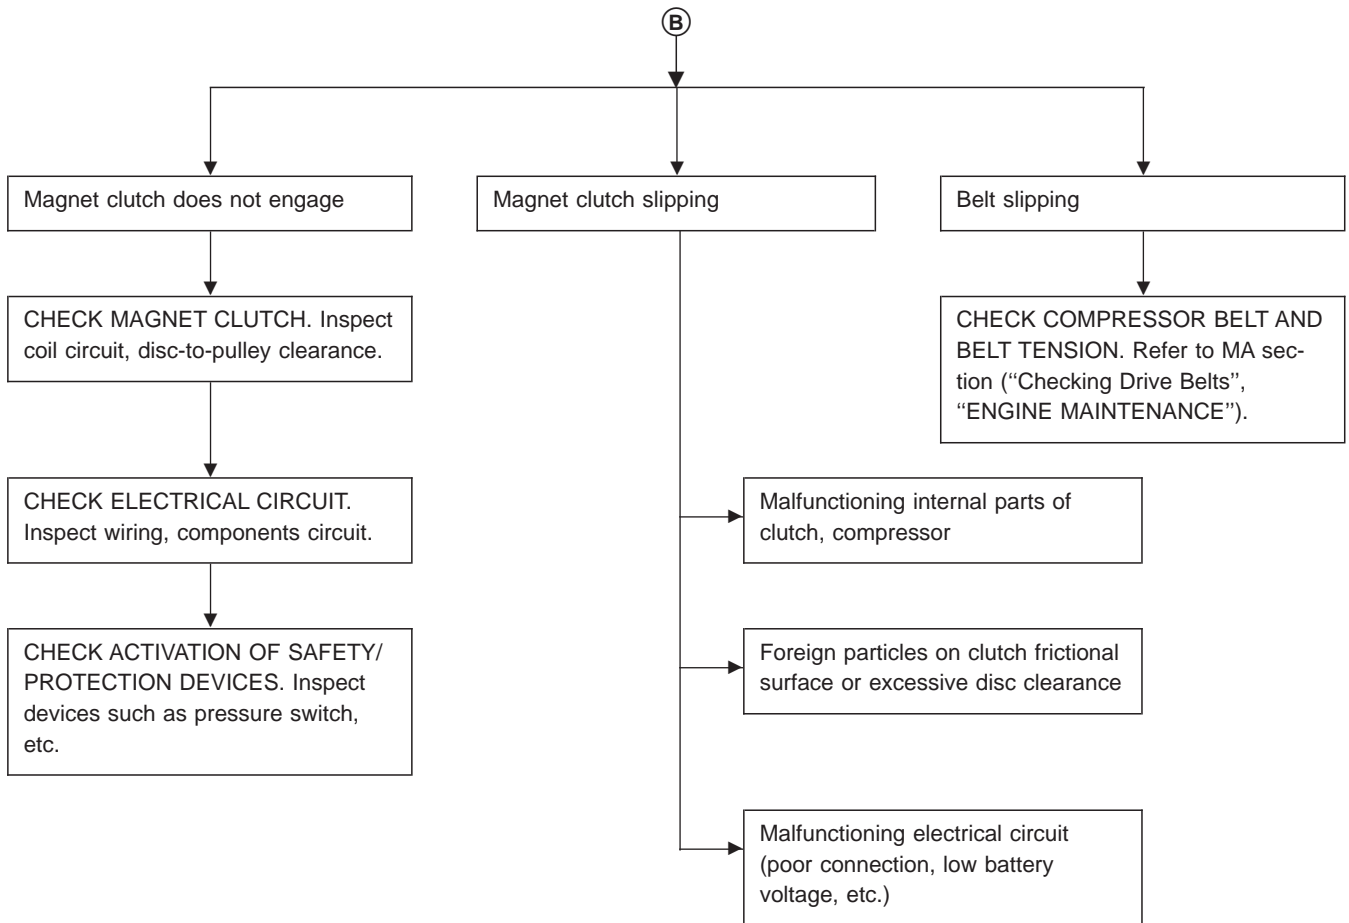 B
Magnet clutch does not engage
Magnet clutch slipping
Belt slipping
CHECK MAGNET CLUTCH. Inspect
coil circuit, disc-to-pulley clearance.
CHECK COMPRESSOR BELT AND
BELT TENSION. Refer to MA sec-
tion (‘‘Checking Drive Belts’’,
‘‘ENGINE MAINTENANCE’’).
CHECK ELECTRICAL CIRCUIT.
Inspect wiring, components circuit.
Malfunctioning internal parts of
clutch, compressor
CHECK ACTIVATION OF SAFETY/
PROTECTION DEVICES. Inspect
devices such as pressure switch,
etc.
Foreign particles on clutch frictional
surface or excessive disc clearance
Malfunctioning electrical circuit
(poor connection, low battery
voltage, etc.)